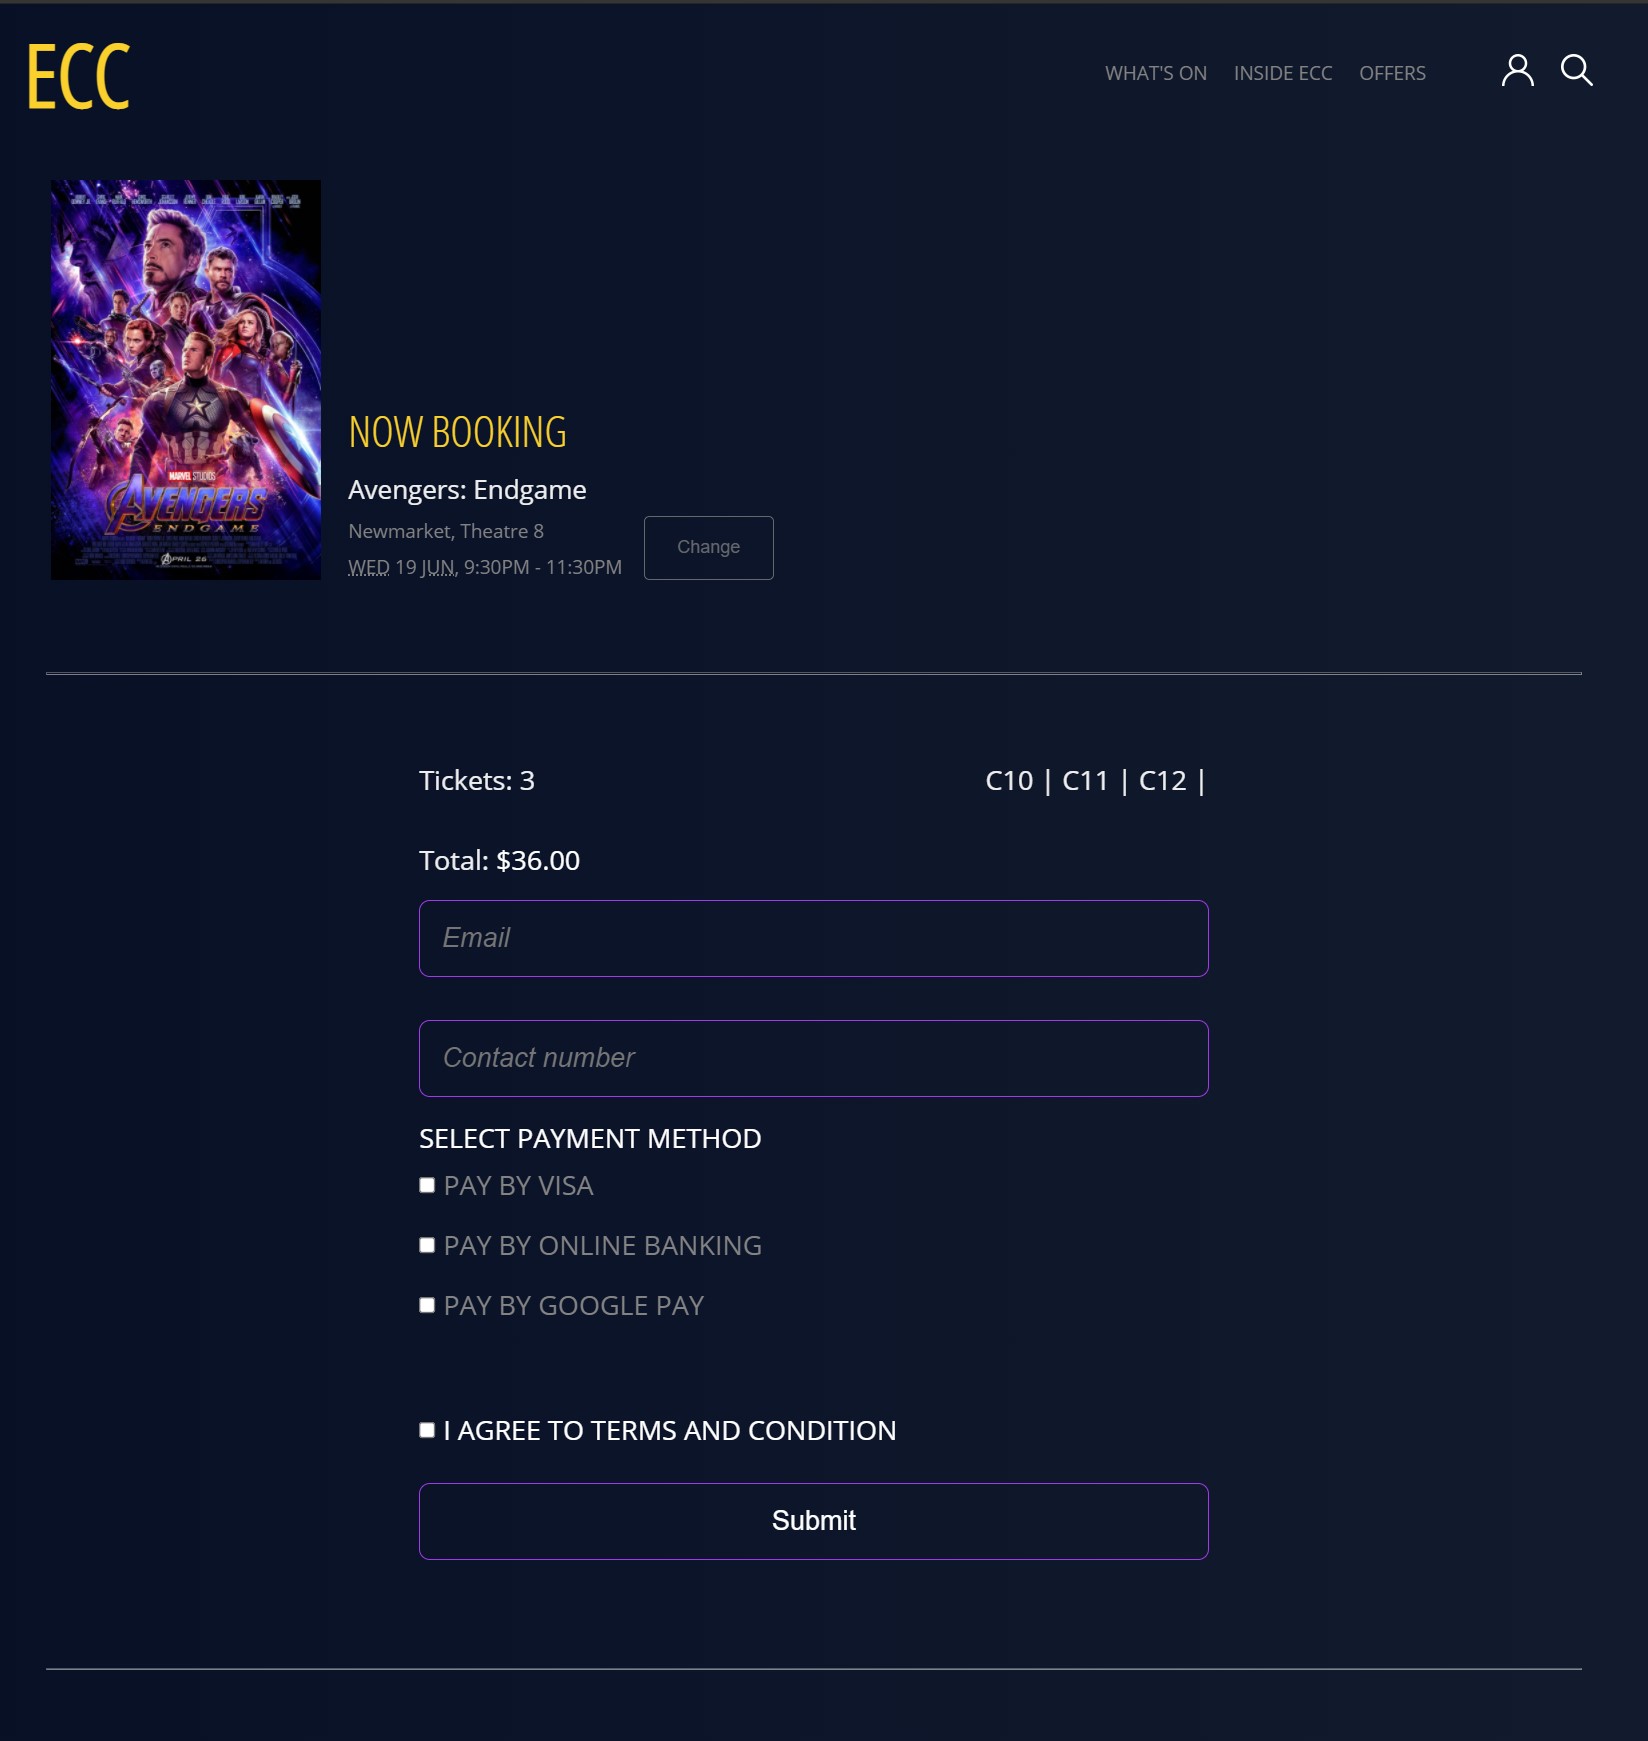 ECC
WHAT'S ON INSIDE ECC OFFERS
MARVEL STUDIOS
AVENGERS
ENDGAME
APRIL 26
NOW BOOKING
Avengers: Endgame
Newmarket, Theatre 8
WED 19 JUN, 9:30PM - 11:30PM
Change
Tickets: 3
C10 | C11 | C12 |
Total: $36.00
Email
Contact number
SELECT PAYMENT METHOD
PAY BY VISA
PAY BY ONLINE BANKING
PAY BY GOOGLE PAY
I AGREE TO TERMS AND CONDITION
Submit